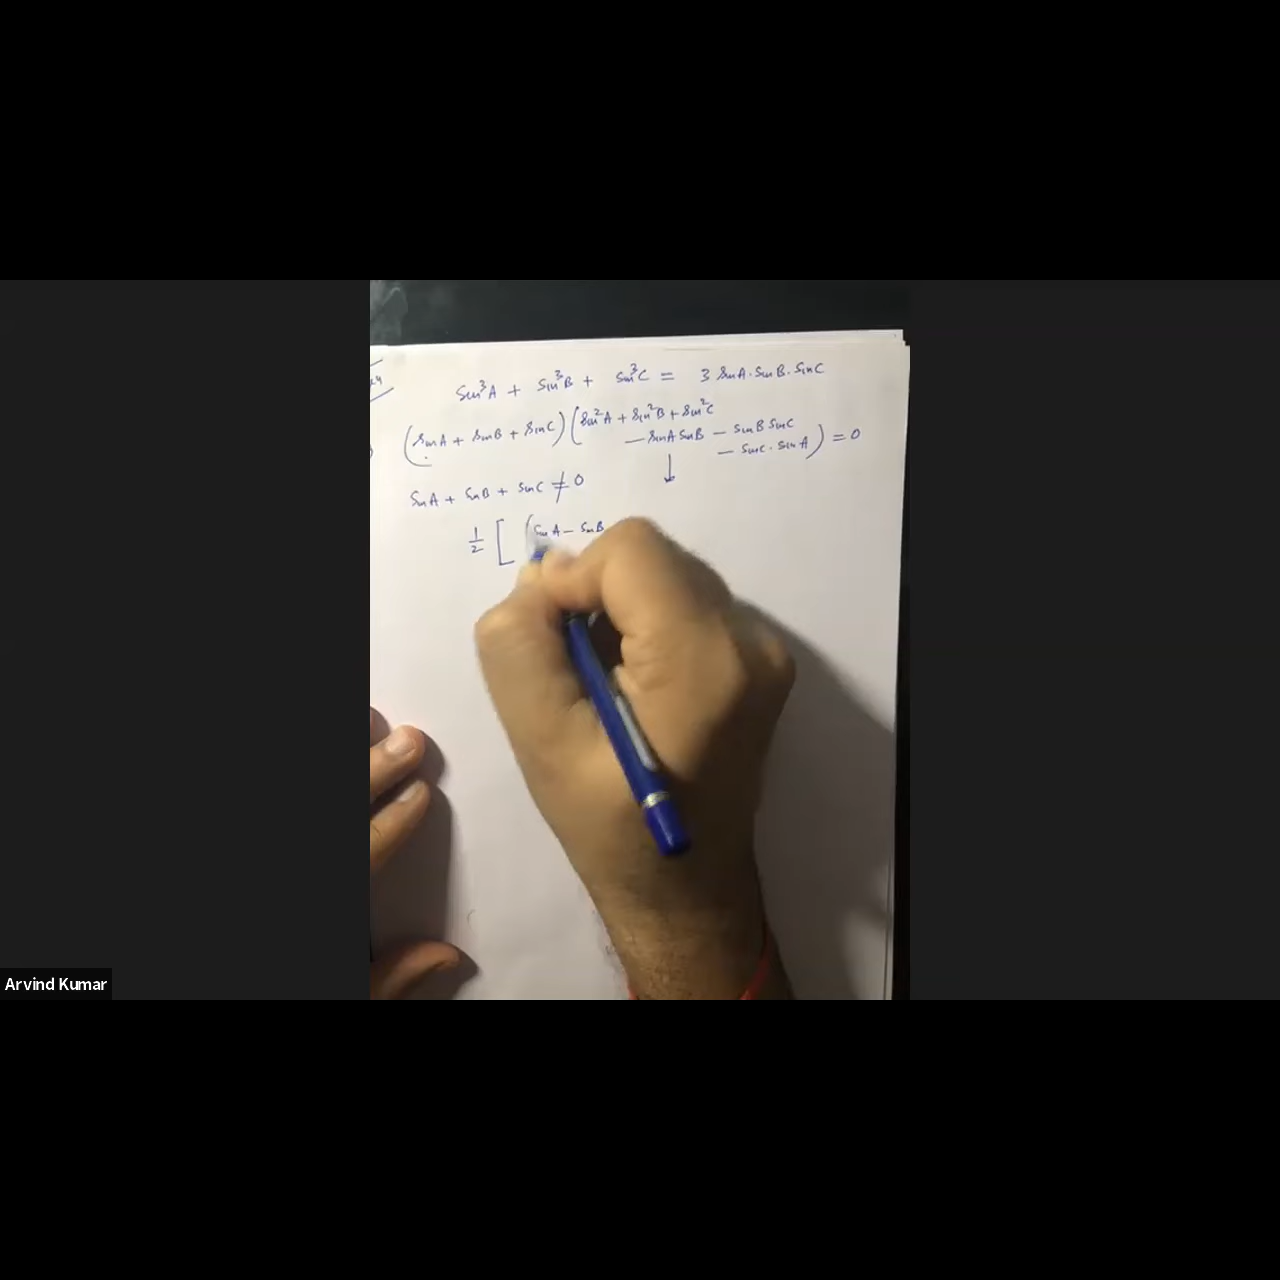 Sin³A + Sin³B + Sin³C = 3 SinA · SinB · SinC
(SinA + SinB + SinC) (Sin²A + Sin²B + Sin²C
— SinA SinB — SinB SinC
— SinC · SinA) = 0
SinA + SinB + SinC ≠ 0
1/2 [ (SinA — SinB
Arvind Kumar